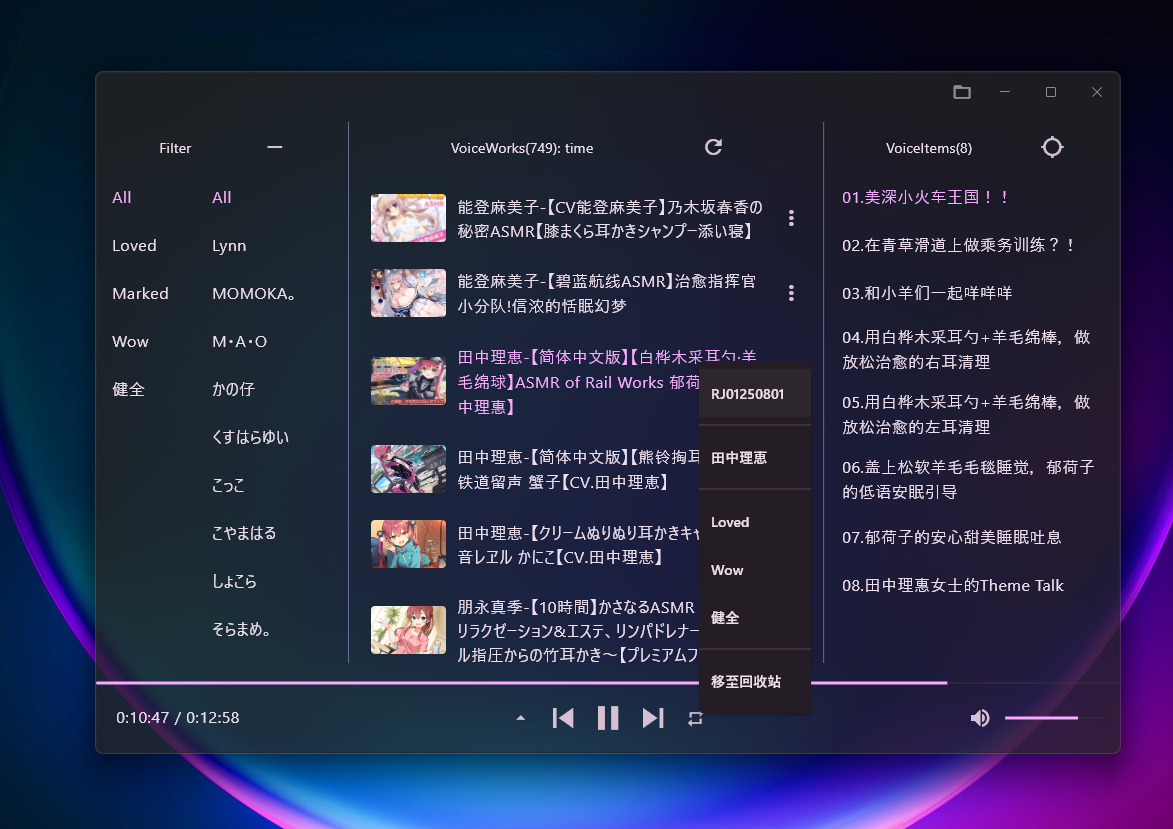 Filter
All
Loved
Marked
Wow
健全
All
Lynn
MOMOKA。
M・A・O
かの仔
くすはらゆい
こっこ
こやまはる
しょこら
そらまめ。
VoiceWorks(749): time
能登麻美子-【CV能登麻美子】乃木坂春香の
秘密ASMR【膝まくら耳かきシャンプー添い寝】
能登麻美子-【碧蓝航线ASMR】治愈指挥官
小分队!信浓的恬眠幻梦
田中理恵-【简体中文版】【白桦木采耳勺·羊
毛绵球】ASMR of Rail Works 郁荷
中理惠】
田中理恵-【简体中文版】【熊铃掏耳
铁道留声 蟹子【CV.田中理恵】
田中理恵-【クリームぬりぬり耳かきキャ
音レヱル かにこ【CV.田中理恵】
朋永真季-【10時間】かさなるASMR
リラクゼーション&エステ、リンパドレナー
ル指圧からの竹耳かき～【プレミアムフ
RJ01250801
田中理恵
Loved
Wow
健全
移至回收站
VoiceItems(8)
01.美深小火车王国！！
02.在青草滑道上做乘务训练？！
03.和小羊们一起咩咩咩
04.用白桦木采耳勺+羊毛绵棒，做
放松治愈的右耳清理
05.用白桦木采耳勺+羊毛绵棒，做
放松治愈的左耳清理
06.盖上松软羊毛毛毯睡觉，郁荷子
的低语安眠引导
07.郁荷子的安心甜美睡眠吐息
08.田中理惠女士的Theme Talk
0:10:47 / 0:12:58